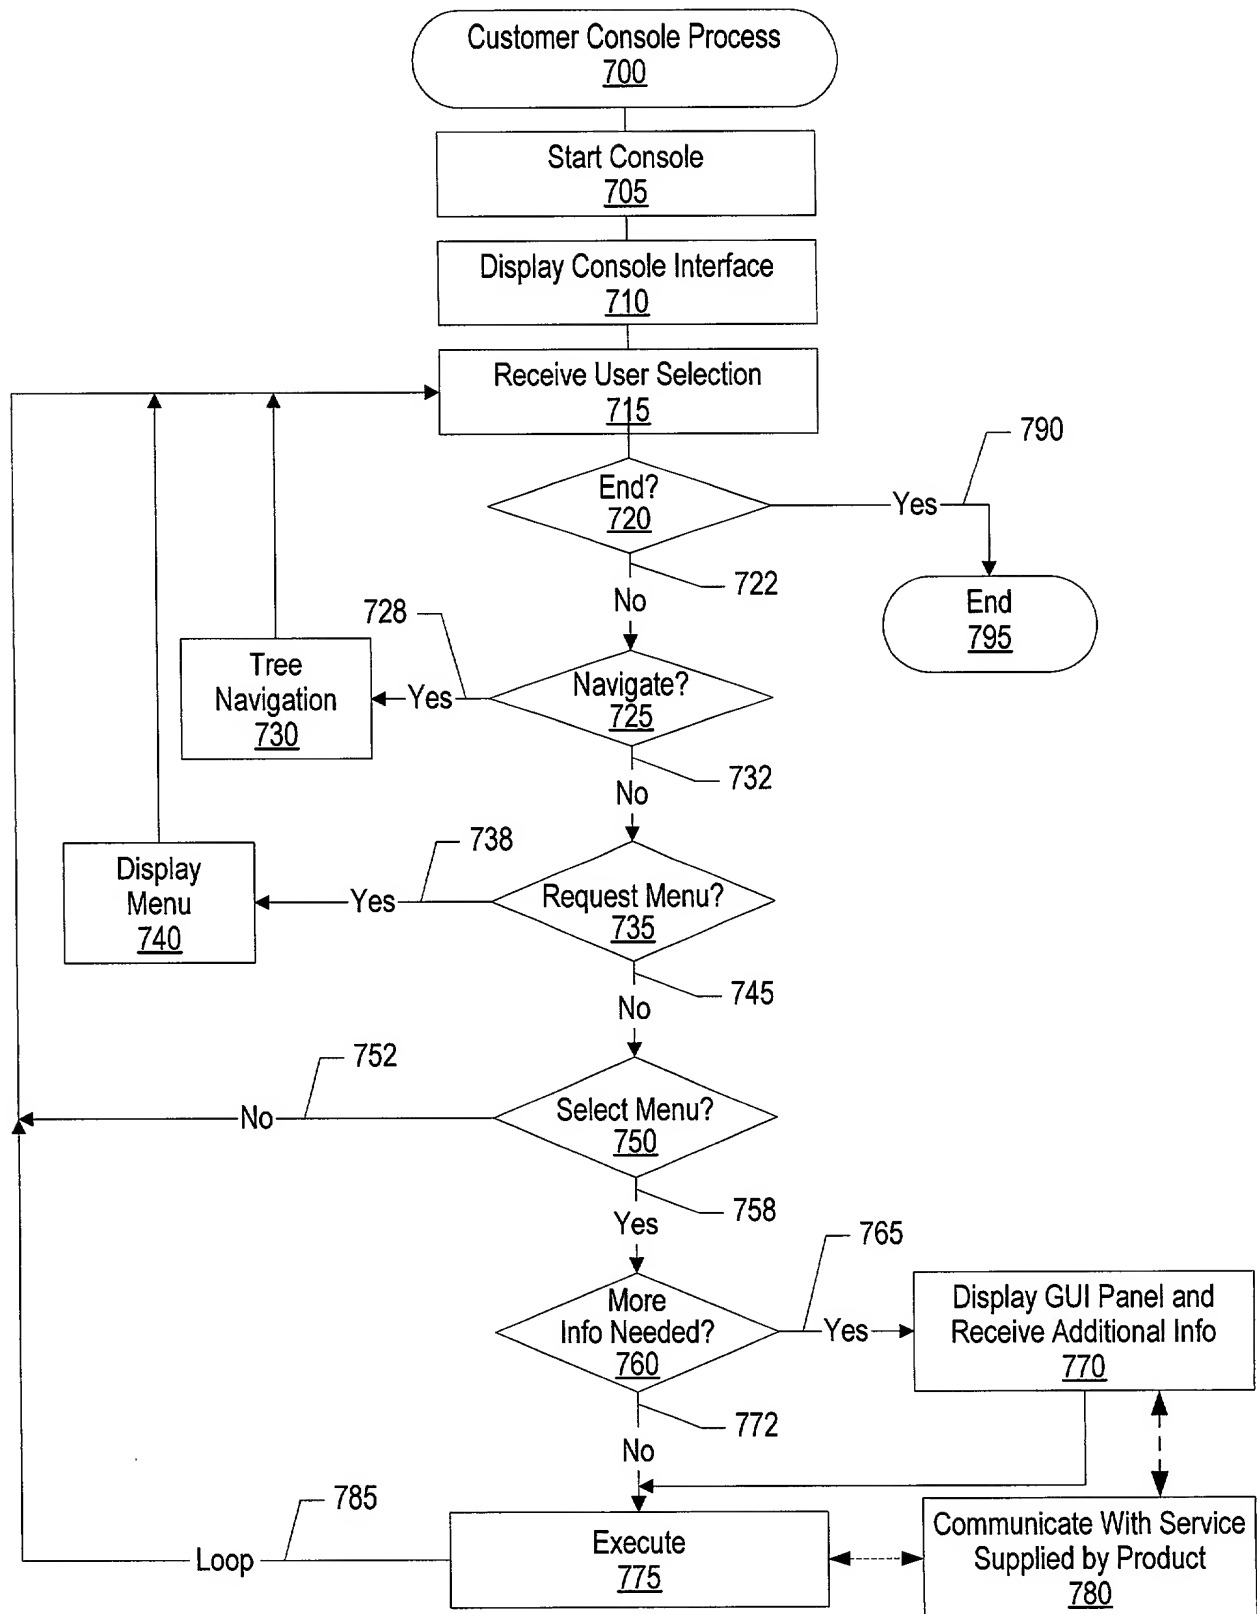 Customer Console Process
700
Start Console
705
Display Console Interface
710
Receive User Selection
715
790
End?
720
Yes
722
No
End
795
728
Tree
Navigation
730
Yes
Navigate?
725
732
No
738
Display
Menu
740
Yes
Request Menu?
735
745
No
752
No
Select Menu?
750
758
Yes
765
More
Info Needed?
760
Yes
Display GUI Panel and
Receive Additional Info
770
772
No
785
Loop
Execute
775
Communicate With Service
Supplied by Product
780